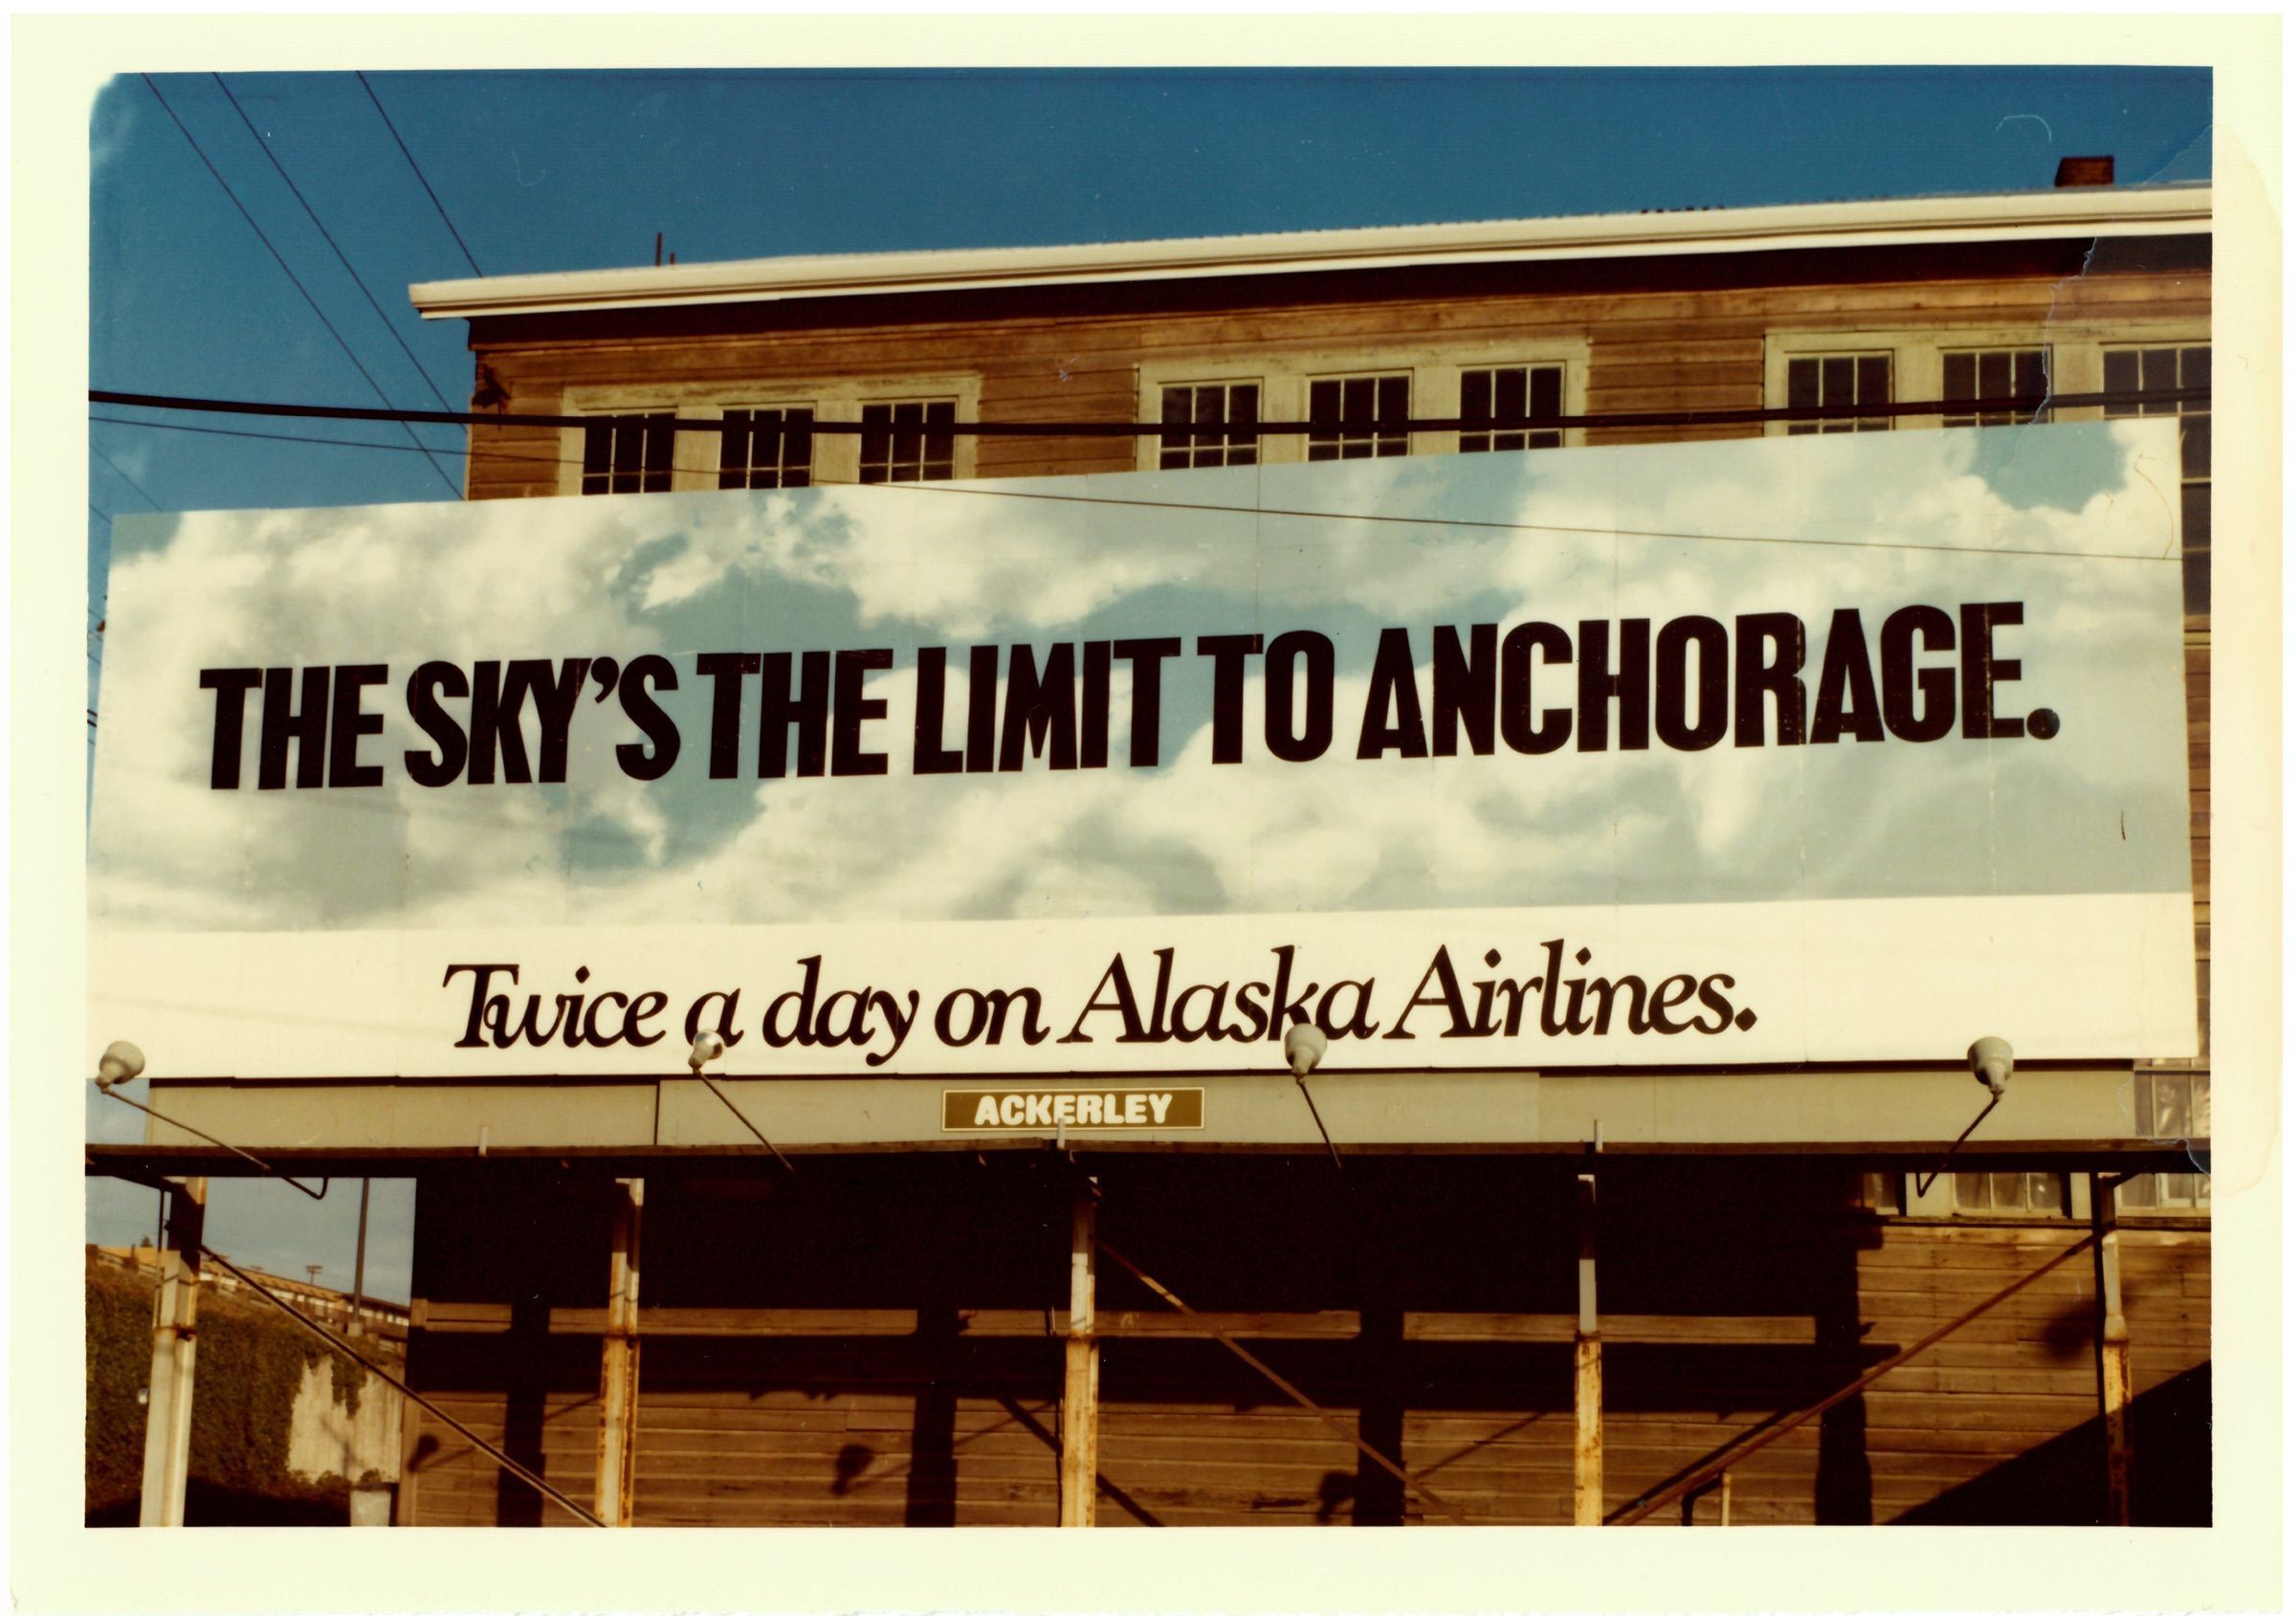 THE SKY'S THE LIMIT TO ANCHORAGE.
Twice a day on Alaska Airlines.
ACKERLEY